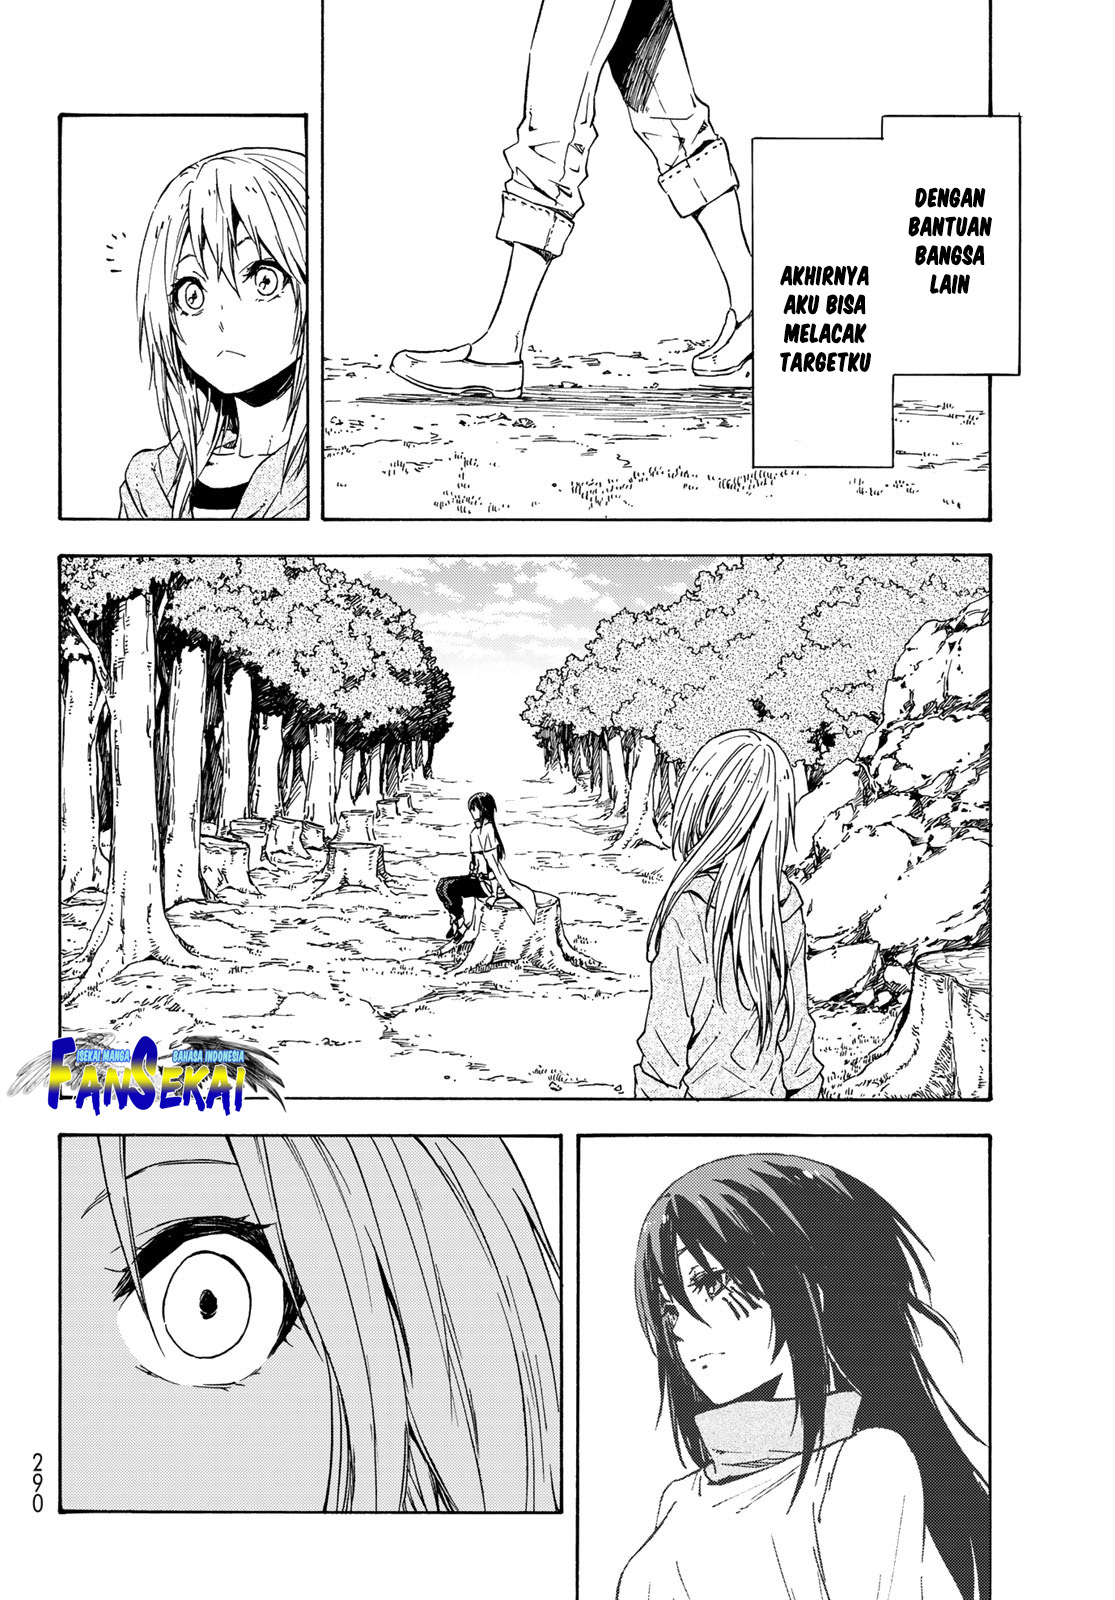 DENGAN
BANTUAN
BANGSA
LAIN
AKHIRNYA
AKU BISA
MELACAK
TARGETKU
ISEKAI MANGA BAHASA INDONESIA
FANSEKAI
290